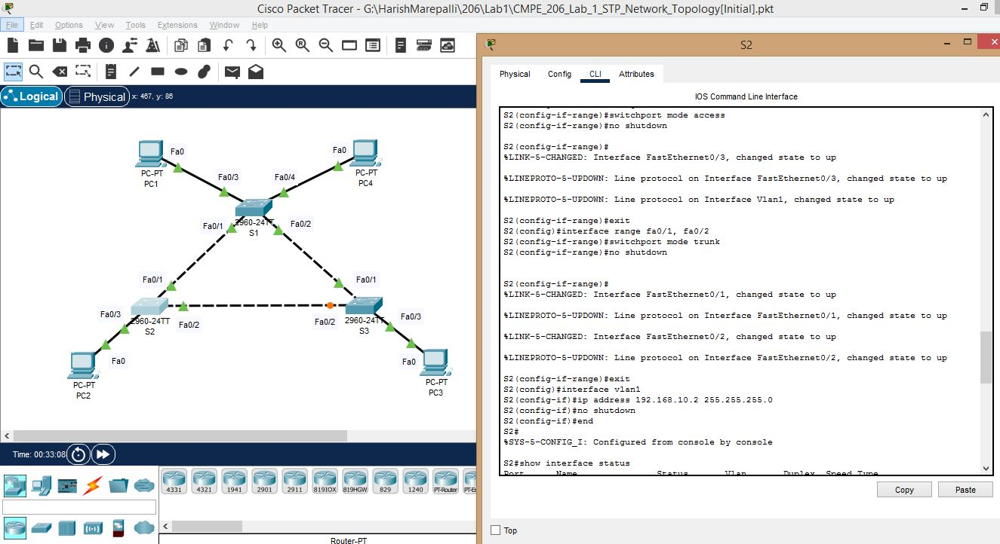 Cisco Packet Tracer - G:\HarishMarepalli\206\Lab1\CMPE_206_Lab_1_STP_Network_Topology[Initial].pkt
File Edit Options View Tools Extensions Window Help
Logical Physical x: 467, y: 86
Fa0
PC-PT
PC1
Fa0
PC-PT
PC4
Fa0/3
Fa0/4
Fa0/1
Fa0/2
2960-24TT
S1
Fa0/1
Fa0/1
Fa0/3
2960-24TT
S2
Fa0/2
Fa0/2
2960-24TT
S3
Fa0/3
Fa0
PC-PT
PC2
Fa0
PC-PT
PC3
Time: 00:33:08
4331 4321 1941 2901 2911 819IOX 819HGW 829 1240 PT-Router
Router-PT
S2
Physical Config CLI Attributes
IOS Command Line Interface
S2(config-if-range)#switchport mode access
S2(config-if-range)#no shutdown
S2(config-if-range)#
%LINK-5-CHANGED: Interface FastEthernet0/3, changed state to up
%LINEPROTO-5-UPDOWN: Line protocol on Interface FastEthernet0/3, changed state to up
%LINEPROTO-5-UPDOWN: Line protocol on Interface Vlan1, changed state to up
S2(config-if-range)#exit
S2(config)#interface range fa0/1, fa0/2
S2(config-if-range)#switchport mode trunk
S2(config-if-range)#no shutdown
S2(config-if-range)#
%LINK-5-CHANGED: Interface FastEthernet0/1, changed state to up
%LINEPROTO-5-UPDOWN: Line protocol on Interface FastEthernet0/1, changed state to up
%LINK-5-CHANGED: Interface FastEthernet0/2, changed state to up
%LINEPROTO-5-UPDOWN: Line protocol on Interface FastEthernet0/2, changed state to up
S2(config-if-range)#exit
S2(config)#interface vlan1
S2(config-if)#ip address 192.168.10.2 255.255.255.0
S2(config-if)#no shutdown
S2(config-if)#end
S2#
%SYS-5-CONFIG_I: Configured from console by console
S2#show interface status
Port Name Status Vlan Duplex Speed Type
Copy Paste
Top